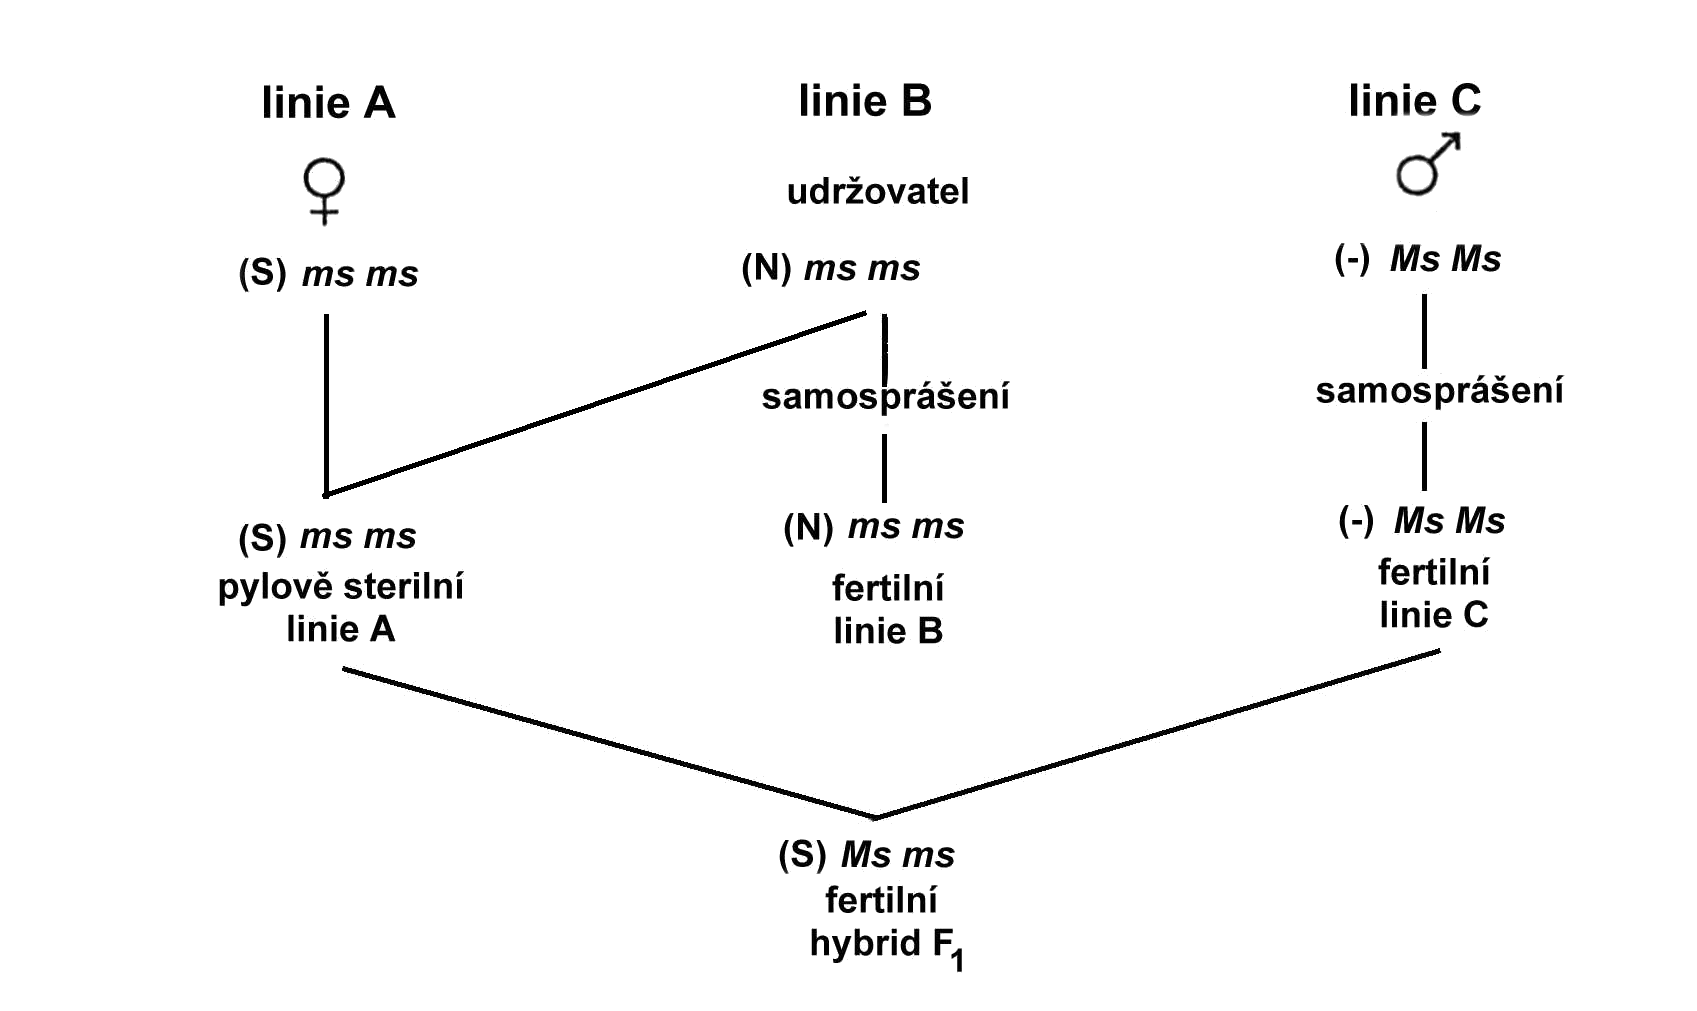 linie A
linie B
linie C
♀
udržovatel
♂
(S) ms ms
(N) ms ms
(-) Ms Ms
samosprášení
samosprášení
(S) ms ms
pylově sterilní
linie A
(N) ms ms
fertilní
linie B
(-) Ms Ms
fertilní
linie C
(S) Ms ms
fertilní
hybrid F1